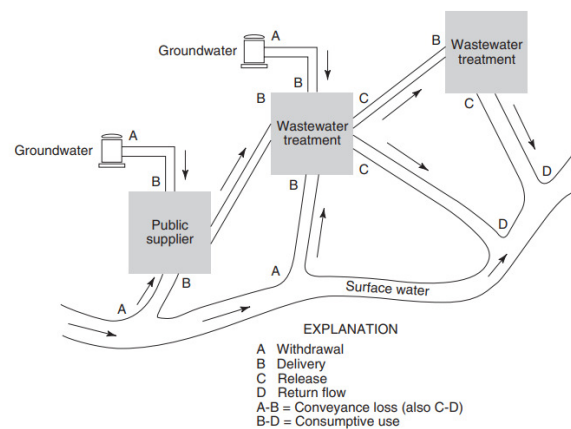 A
Groundwater
B
B
Wastewater
treatment
C
B
Wastewater
treatment
C
C
D
D
A
Groundwater
B
Public
supplier
B
A
B
A
Surface water
EXPLANATION
A Withdrawal
B Delivery
C Release
D Return flow
A-B = Conveyance loss (also C-D)
B-D = Consumptive use